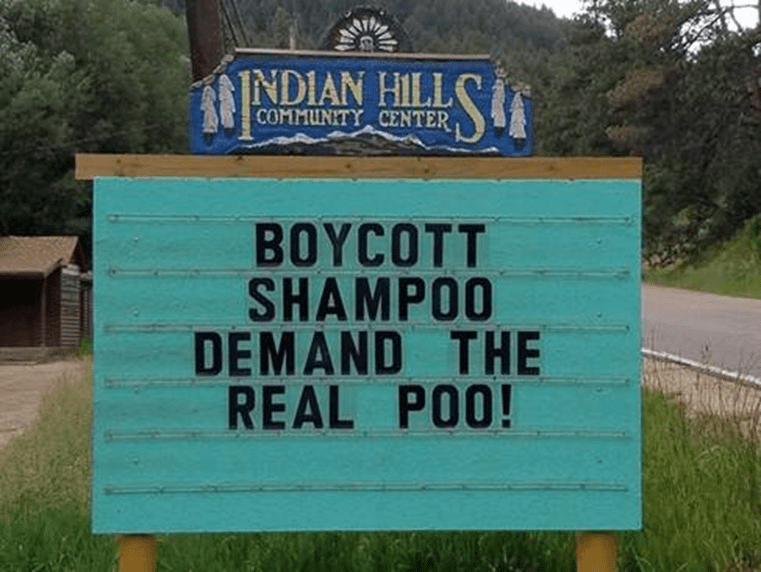 INDIAN HILLS
COMMUNITY CENTER
BOYCOTT
SHAMPOO
DEMAND THE
REAL POO!